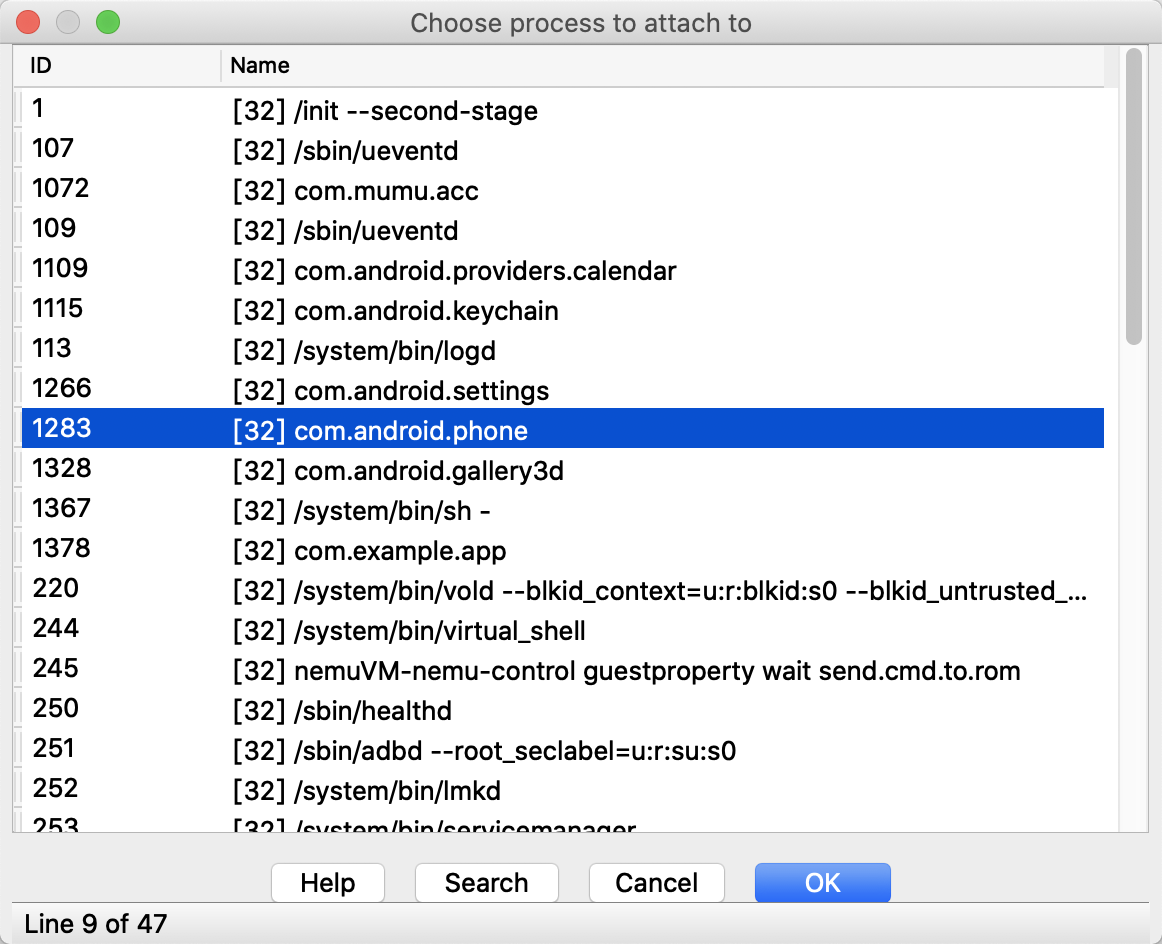 Choose process to attach to
ID Name
1 [32] /init --second-stage
107 [32] /sbin/ueventd
1072 [32] com.mumu.acc
109 [32] /sbin/ueventd
1109 [32] com.android.providers.calendar
1115 [32] com.android.keychain
113 [32] /system/bin/logd
1266 [32] com.android.settings
1283 [32] com.android.phone
1328 [32] com.android.gallery3d
1367 [32] /system/bin/sh -
1378 [32] com.example.app
220 [32] /system/bin/vold --blkid_context=u:r:blkid:s0 --blkid_untrusted_...
244 [32] /system/bin/virtual_shell
245 [32] nemuVM-nemu-control guestproperty wait send.cmd.to.rom
250 [32] /sbin/healthd
251 [32] /sbin/adbd --root_seclabel=u:r:su:s0
252 [32] /system/bin/lmkd
253 [32] /system/bin/servicemanager
Help Search Cancel OK
Line 9 of 47